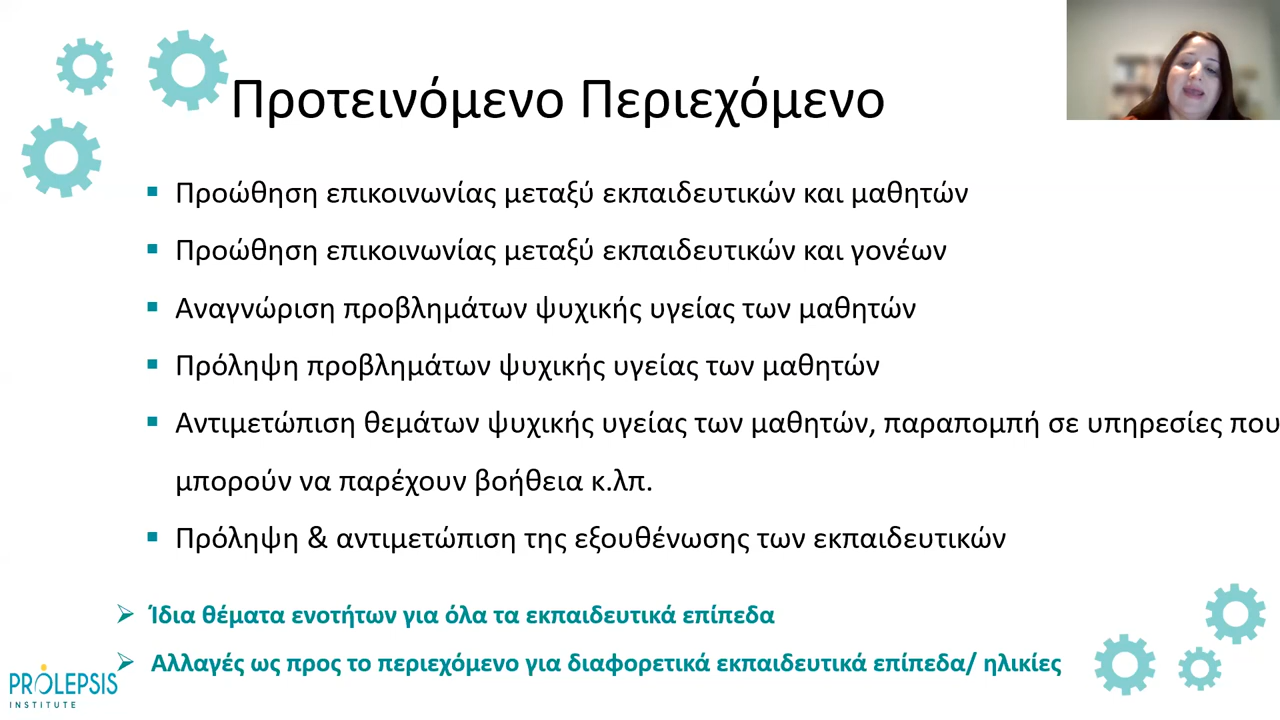 Προτεινόμενο Περιεχόμενο
▪ Προώθηση επικοινωνίας μεταξύ εκπαιδευτικών και μαθητών
▪ Προώθηση επικοινωνίας μεταξύ εκπαιδευτικών και γονέων
▪ Αναγνώριση προβλημάτων ψυχικής υγείας των μαθητών
▪ Πρόληψη προβλημάτων ψυχικής υγείας των μαθητών
▪ Αντιμετώπιση θεμάτων ψυχικής υγείας των μαθητών, παραπομπή σε υπηρεσίες που
μπορούν να παρέχουν βοήθεια κ.λπ.
▪ Πρόληψη & αντιμετώπιση της εξουθένωσης των εκπαιδευτικών
➢ Ίδια θέματα ενοτήτων για όλα τα εκπαιδευτικά επίπεδα
➢ Αλλαγές ως προς το περιεχόμενο για διαφορετικά εκπαιδευτικά επίπεδα/ ηλικίες
PROLEPSIS
INSTITUTE